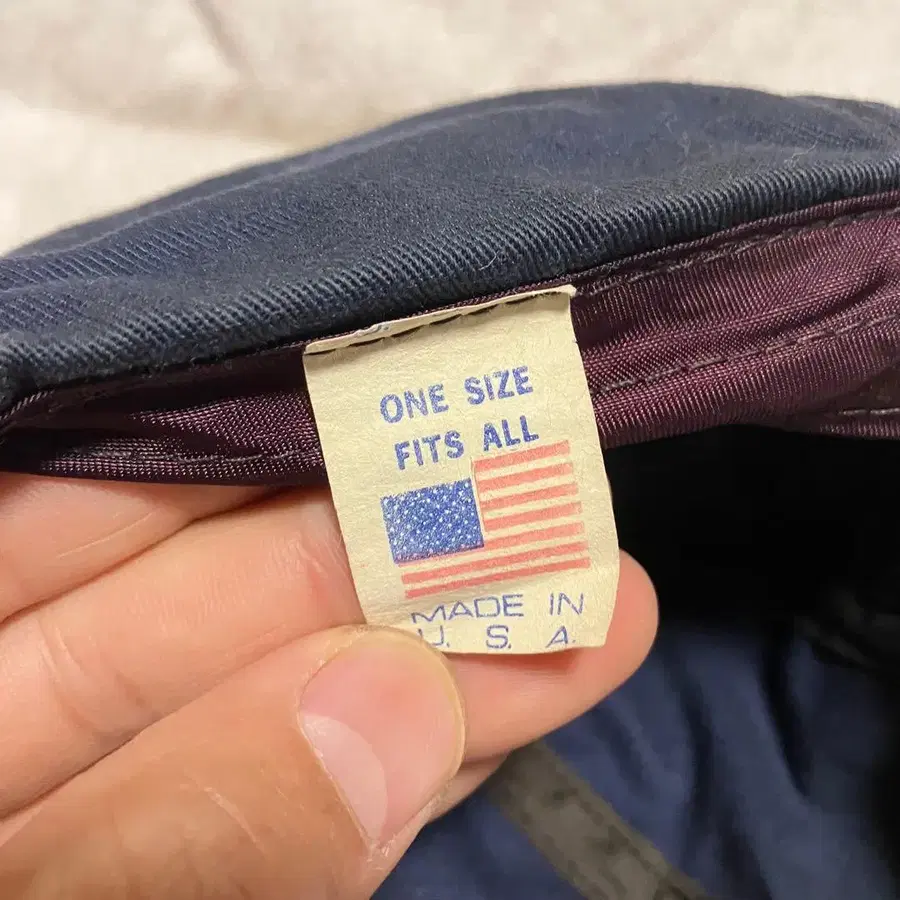 ONE SIZE
FITS ALL
MADE IN
U. S. A.